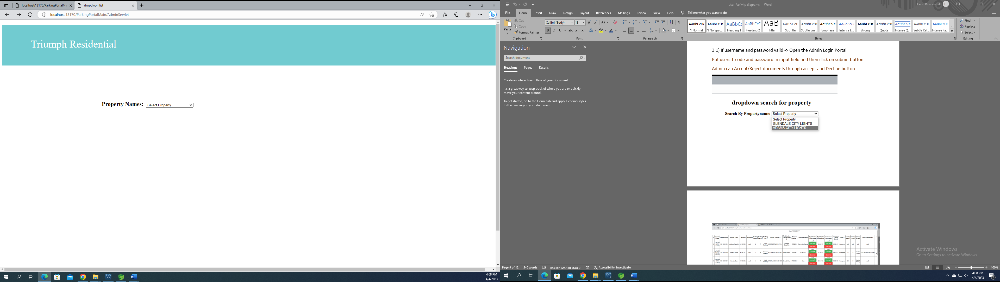 localhost:13170/ParkingPortalMa
dropdwon list
localhost:13170/ParkingPortalMain/AdminServlet
Triumph Residential
Property Names:
Select Property
4:08 PM
4/4/2023
User_Activity diagrams - Word
Excel Residential
ER
File
Home
Insert
Draw
Design
Layout
References
Mailings
Review
View
Help
Tell me what you want to do
Paste
Cut
Copy
Format Painter
Clipboard
Calibri (Body)
18
Font
Paragraph
AaBbCcDc
¶ Normal
AaBbCcDc
¶ No Spac...
AaBbC(
Heading 1
AaBbCcE
Heading 2
AaB
Title
AaBbCcE
Subtitle
AaBbCcDt
Subtle Em...
AaBbCcDt
Emphasis
AaBbCcDt
Intense E...
AaBbCcDc
Strong
AaBbCcDt
Quote
AaBbCcDt
Intense Q...
AABBCCDE
Subtle Ref...
AABBCCDE
Intense Re...
Styles
Find
Replace
Select
Editing
Navigation
Search document
Headings
Pages
Results
Create an interactive outline of your document.
It's a great way to keep track of where you are or quickly
move your content around.
To get started, go to the Home tab and apply Heading styles
to the headings in your document.
3.1) If username and password valid -> Open the Admin Login Portal
Put users T-code and password in input field and then click on submit button
Admin can Accept/Reject documents through accept and Decline button
dropdown search for property
Search By Propertyname:
Select Property
Select Property
GLENDALE CITY LIGHTS
ADAMS CITY LIGHTS
Activate Windows
Go to Settings to activate Windows.
Page 9 of 12
540 words
English (United States)
Accessibility: Investigate
100%
4:08 PM
4/4/2023